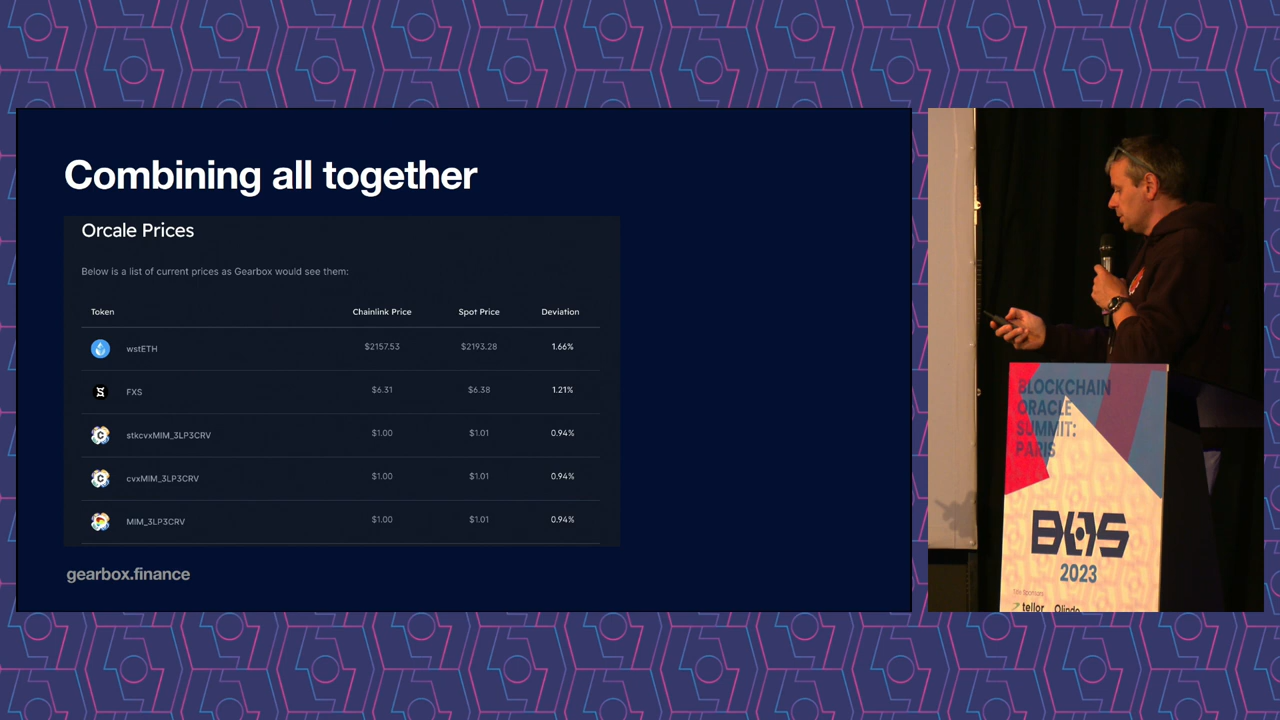 Combining all together
Orcale Prices
Below is a list of current prices as Gearbox would see them:
Token Chainlink Price Spot Price Deviation
wstETH $2157.53 $2193.28 1.66%
FXS $6.31 $6.38 1.21%
stkcvxMIM_3LP3CRV $1.00 $1.01 0.94%
cvxMIM_3LP3CRV $1.00 $1.01 0.94%
MIM_3LP3CRV $1.00 $1.01 0.94%
gearbox.finance
BLOCKCHAIN
ORACLE
SUMMIT:
PARIS
BOS
2023
tellor